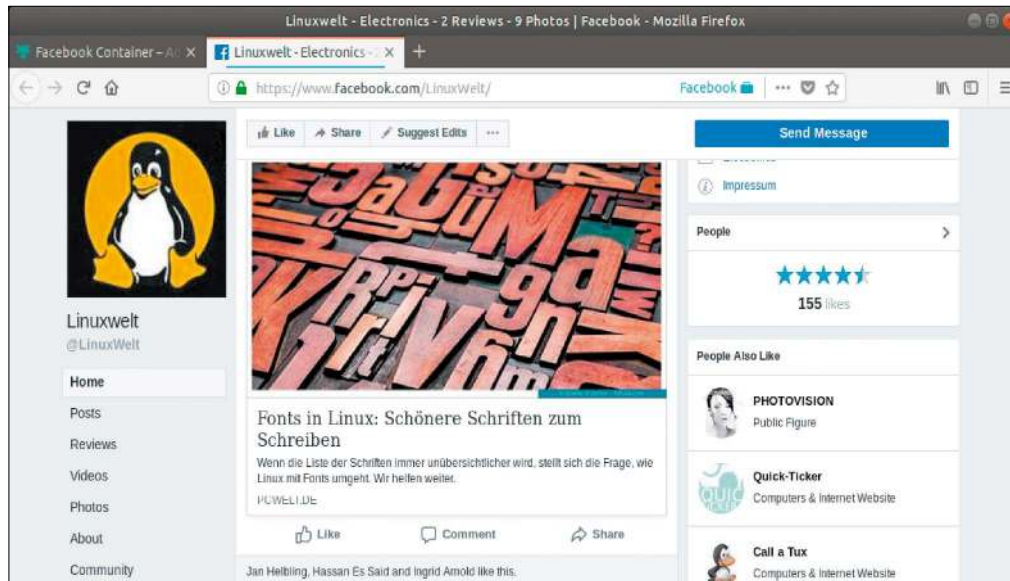 Linuxwelt - Electronics - 2 Reviews - 9 Photos | Facebook - Mozilla Firefox
Facebook Container – Ad
Linuxwelt - Electronics - 2
https://www.facebook.com/LinuxWelt/
Facebook
Like
Share
Suggest Edits
Send Message
Impressum
People
155 likes
Linuxwelt
@LinuxWelt
Home
Posts
Reviews
Videos
Photos
About
Community
Fonts in Linux: Schönere Schriften zum
Schreiben
Wenn die Liste der Schriften immer unübersichtlicher wird, stellt sich die Frage, wie
Linux mit Fonts umgeht. Wir helfen weiter.
PCWELT.DE
Like
Comment
Share
Jan Helbling, Hassan Es Said and Ingrid Arnold like this.
People Also Like
PHOTOVISION
Public Figure
Quick-Ticker
Computers & Internet Website
Call a Tux
Computers & Internet Website